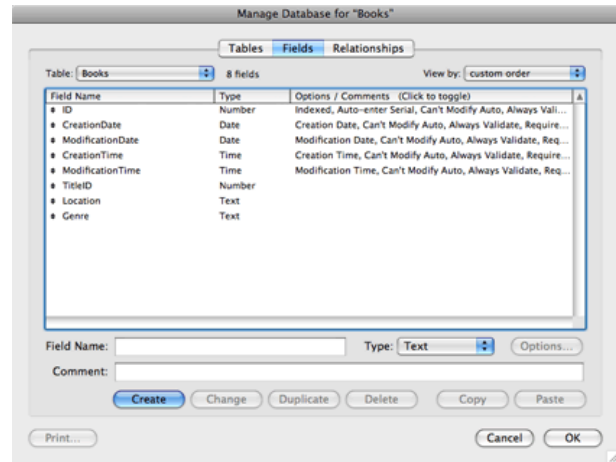 Manage Database for "Books"
Tables Fields Relationships
Table: Books 8 fields View by: custom order
Field Name Type Options / Comments (Click to toggle)
ID Number Indexed, Auto-enter Serial, Can't Modify Auto, Always Vali...
CreationDate Date Creation Date, Can't Modify Auto, Always Validate, Require...
ModificationDate Date Modification Date, Can't Modify Auto, Always Validate, Req...
CreationTime Time Creation Time, Can't Modify Auto, Always Validate, Require...
ModificationTime Time Modification Time, Can't Modify Auto, Always Validate, Req...
TitleID Number
Location Text
Genre Text
Field Name: Type: Text Options...
Comment:
Create Change Duplicate Delete Copy Paste
Print... Cancel OK